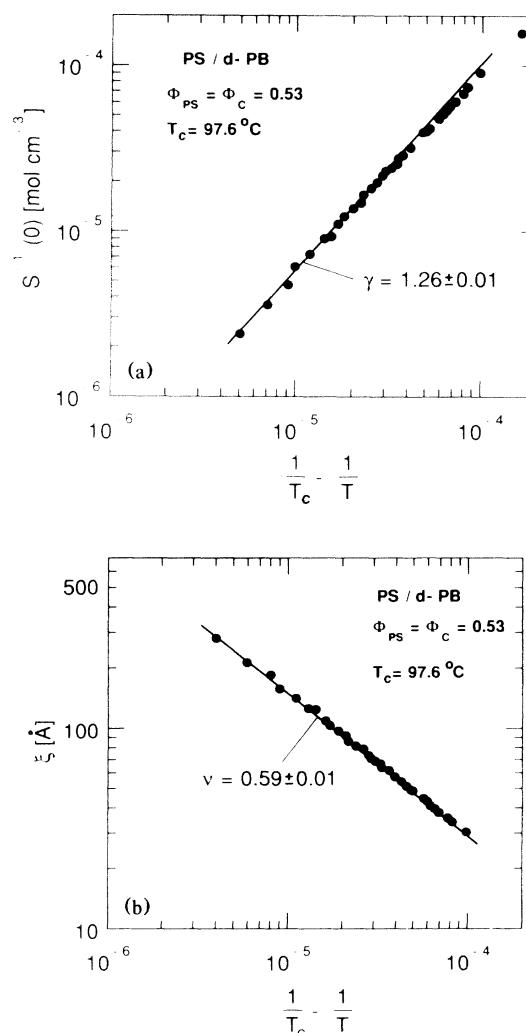 PS / d-PB
Φ_PS = Φ_C = 0.53
T_C = 97.6 °C
10⁻⁴
10⁻⁵
10⁻⁶
S⁻¹(0) [mol cm⁻³]
γ = 1.26±0.01
(a)
10⁻⁶
10⁻⁵
10⁻⁴
1/T_c - 1/T
PS / d-PB
Φ_PS = Φ_C = 0.53
T_C = 97.6 °C
500
100
10
ξ [Å]
ν = 0.59±0.01
(b)
10⁻⁶
10⁻⁵
10⁻⁴
1/T_c - 1/T